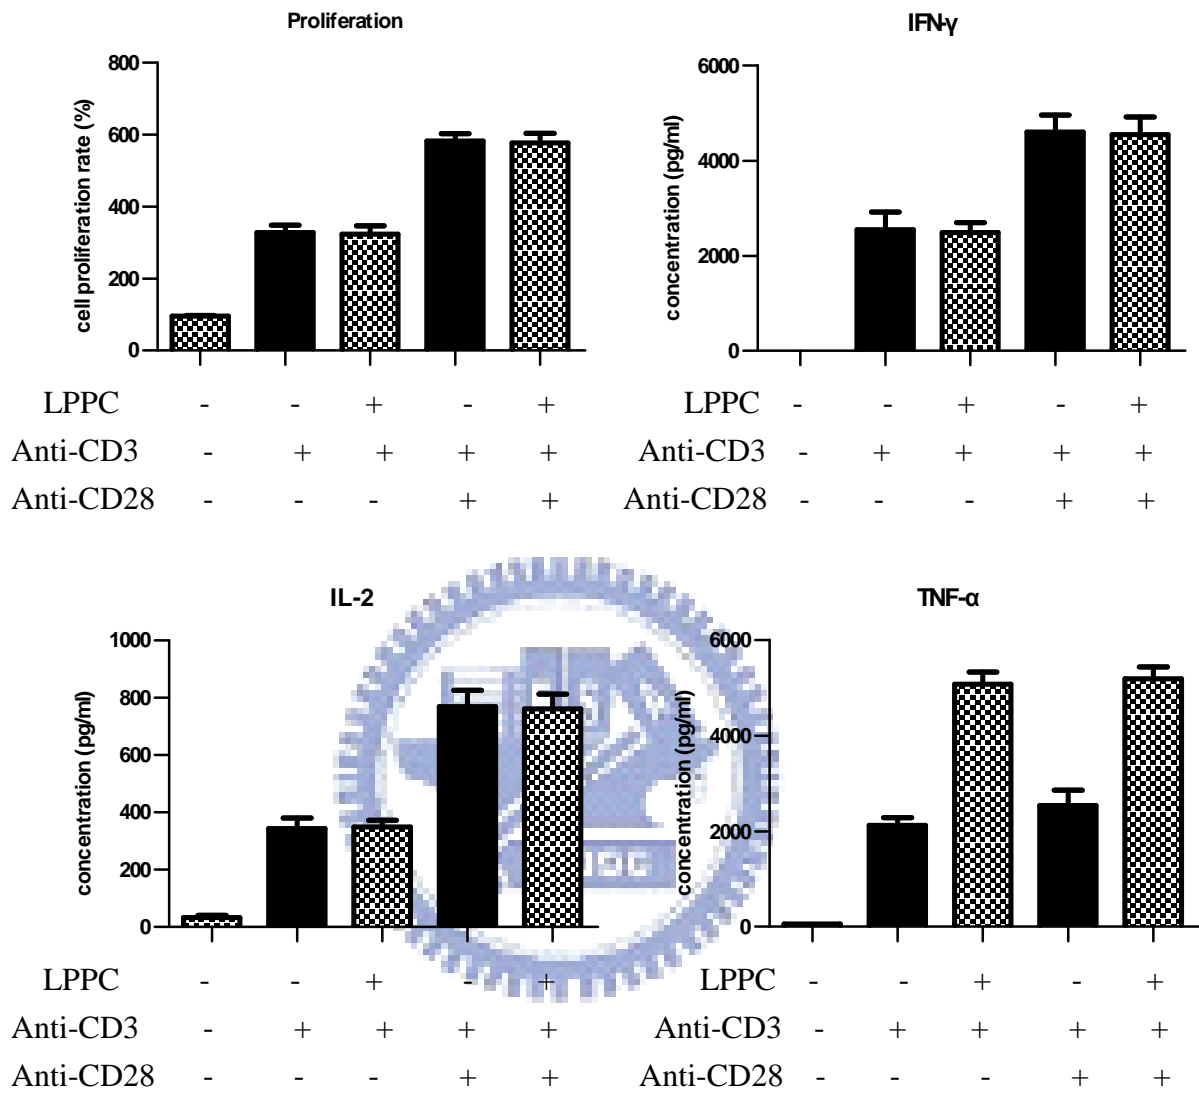 Proliferation
cell proliferation rate (%)
800
600
400
200
0
LPPC - - + - +
Anti-CD3 - + + + +
Anti-CD28 - - - + +
IFN-γ
concentration (pg/ml)
6000
4000
2000
0
LPPC - - + - +
Anti-CD3 - + + + +
Anti-CD28 - - - + +
IL-2
concentration (pg/ml)
1000
800
600
400
200
0
LPPC - - + - +
Anti-CD3 - + + + +
Anti-CD28 - - - + +
TNF-α
concentration (pg/ml)
6000
4000
2000
0
LPPC - - + - +
Anti-CD3 - + + + +
Anti-CD28 - - - + +